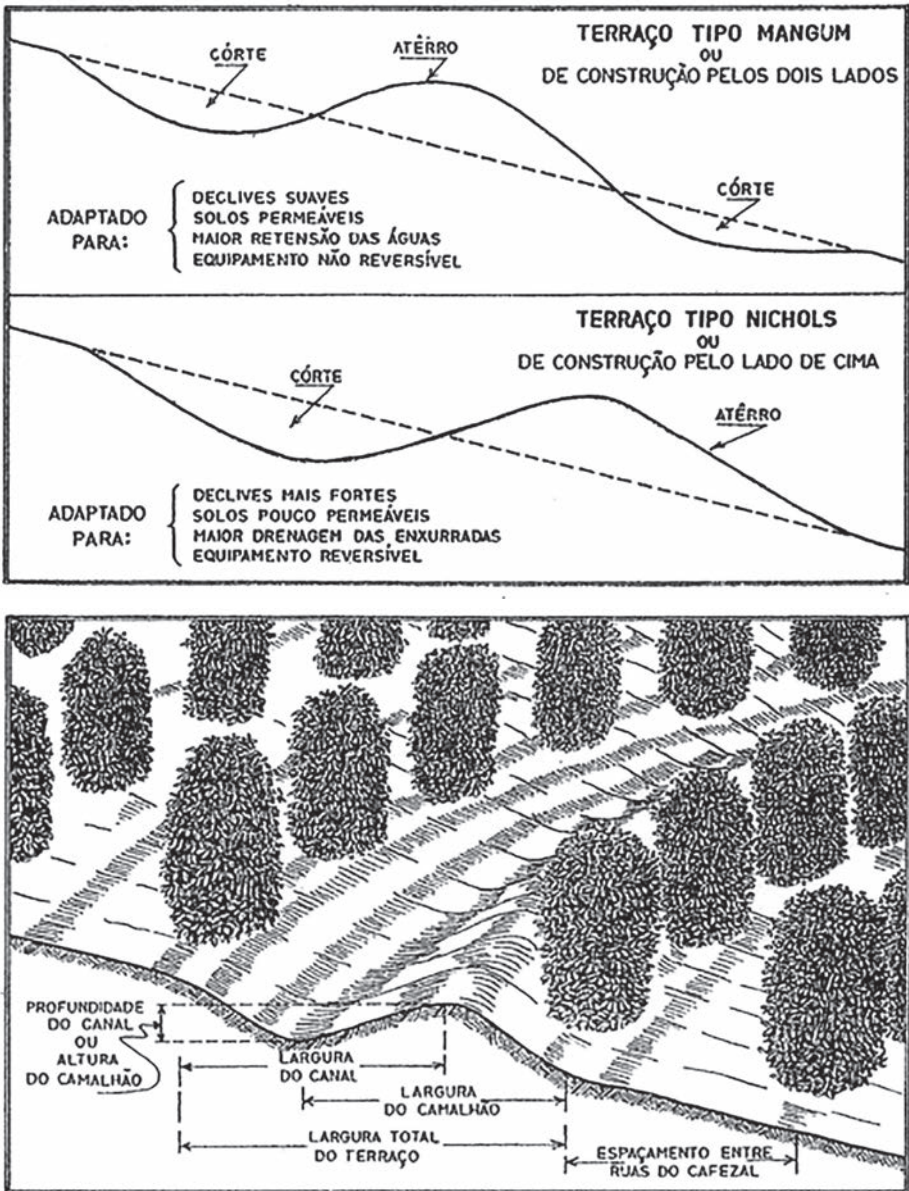 TERRAÇO TIPO MANGUM
OU
DE CONSTRUÇÃO PELOS DOIS LADOS
CÓRTE
ATÊRRO
CÓRTE
ADAPTADO
PARA:
DECLIVES SUAVES
SOLOS PERMEÁVEIS
MAIOR RETENSÃO DAS ÁGUAS
EQUIPAMENTO NÃO REVERSÍVEL
TERRAÇO TIPO NICHOLS
OU
DE CONSTRUÇÃO PELO LADO DE CIMA
CÓRTE
ATÊRRO
ADAPTADO
PARA:
DECLIVES MAIS FORTES
SOLOS POUCO PERMEÁVEIS
MAIOR DRENAGEM DAS ENXURRADAS
EQUIPAMENTO REVERSÍVEL
PROFUNDIDADE
DO CANAL
OU
ALTURA
DO CAMALHÃO
LARGURA
DO CANAL
LARGURA
DO CAMALHÃO
LARGURA TOTAL
DO TERRAÇO
ESPAÇAMENTO ENTRE
RUAS DO CAFEZAL